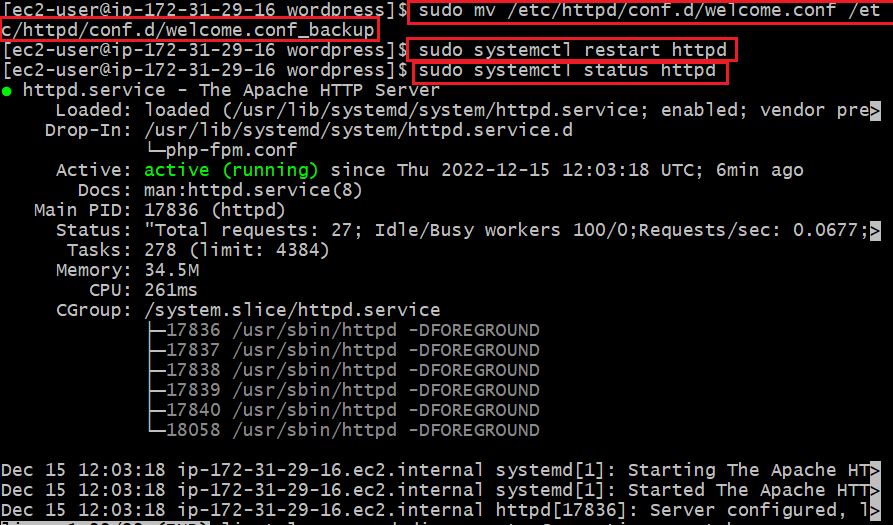 [ec2-user@ip-172-31-29-16 wordpress]$ sudo mv /etc/httpd/conf.d/welcome.conf /et
c/httpd/conf.d/welcome.conf_backup
[ec2-user@ip-172-31-29-16 wordpress]$ sudo systemctl restart httpd
[ec2-user@ip-172-31-29-16 wordpress]$ sudo systemctl status httpd
● httpd.service - The Apache HTTP Server
     Loaded: loaded (/usr/lib/systemd/system/httpd.service; enabled; vendor pre>
    Drop-In: /usr/lib/systemd/system/httpd.service.d
             └─php-fpm.conf
     Active: active (running) since Thu 2022-12-15 12:03:18 UTC; 6min ago
       Docs: man:httpd.service(8)
   Main PID: 17836 (httpd)
     Status: "Total requests: 27; Idle/Busy workers 100/0;Requests/sec: 0.0677;>
      Tasks: 278 (limit: 4384)
     Memory: 34.5M
        CPU: 261ms
     CGroup: /system.slice/httpd.service
             ├─17836 /usr/sbin/httpd -DFOREGROUND
             ├─17837 /usr/sbin/httpd -DFOREGROUND
             ├─17838 /usr/sbin/httpd -DFOREGROUND
             ├─17839 /usr/sbin/httpd -DFOREGROUND
             ├─17840 /usr/sbin/httpd -DFOREGROUND
             └─18058 /usr/sbin/httpd -DFOREGROUND
Dec 15 12:03:18 ip-172-31-29-16.ec2.internal systemd[1]: Starting The Apache HT>
Dec 15 12:03:18 ip-172-31-29-16.ec2.internal systemd[1]: Started The Apache HTT>
Dec 15 12:03:18 ip-172-31-29-16.ec2.internal httpd[17836]: Server configured, l>